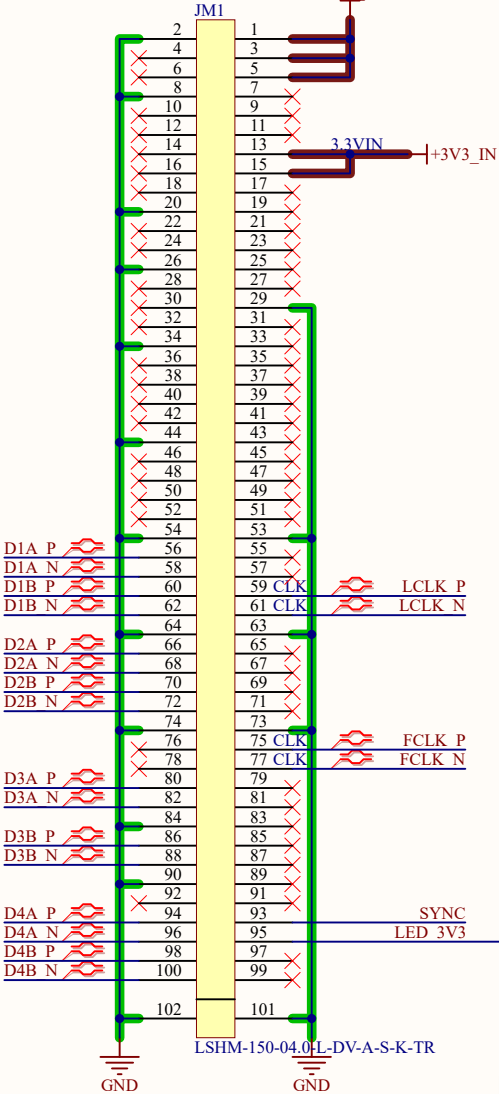 JM1
2 1
4 3
6 5
8 7
10 9
12 11
14 13 3.3VIN +3V3_IN
16 15
18 17
20 19
22 21
24 23
26 25
28 27
30 29
32 31
34 33
36 35
38 37
40 39
42 41
44 43
46 45
48 47
50 49
52 51
54 53
D1A_P 56 55
D1A_N 58 57
D1B_P 60 59 CLK LCLK_P
D1B_N 62 61 CLK LCLK_N
64 63
D2A_P 66 65
D2A_N 68 67
D2B_P 70 69
D2B_N 72 71
74 73
76 75 CLK FCLK_P
78 77 CLK FCLK_N
D3A_P 80 79
D3A_N 82 81
84 83
D3B_P 86 85
D3B_N 88 87
90 89
92 91
D4A_P 94 93 SYNC
D4A_N 96 95 LED_3V3
D4B_P 98 97
D4B_N 100 99
102 101
LSHM-150-04.0-L-DV-A-S-K-TR
GND GND